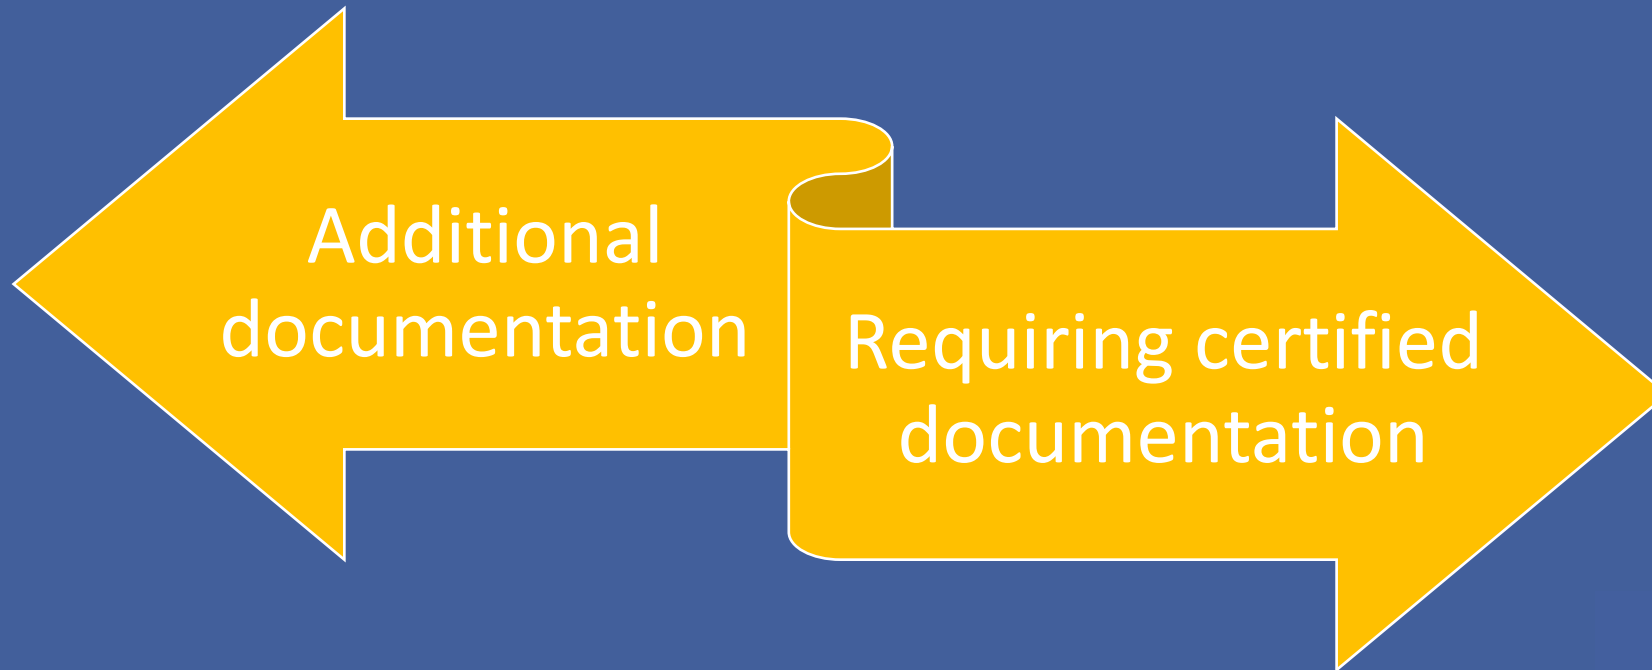 Additional
documentation
Requiring certified
documentation